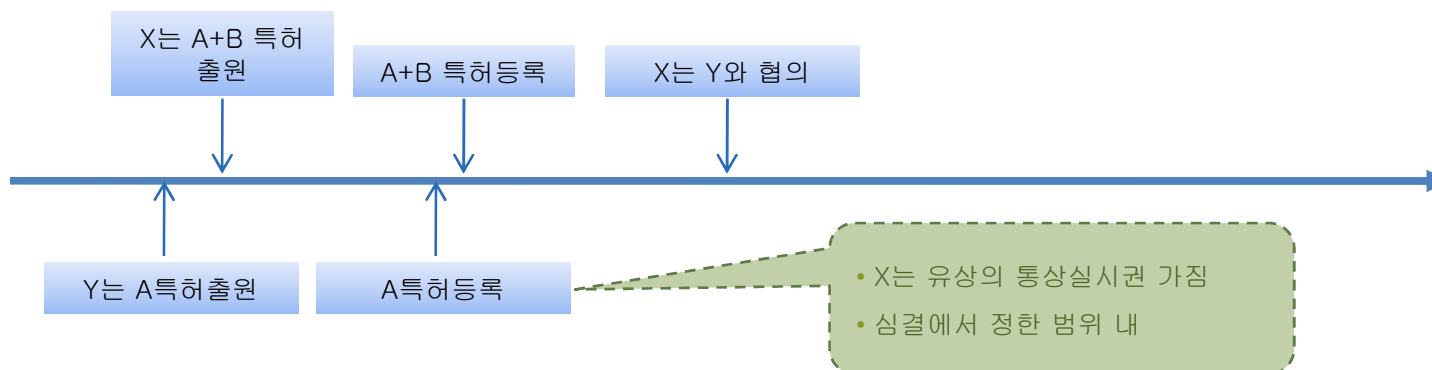 X는 A+B 특허
출원
A+B 특허등록
X는 Y와 협의
Y는 A특허출원
A특허등록
• X는 유상의 통상실시권 가짐
• 심결에서 정한 범위 내